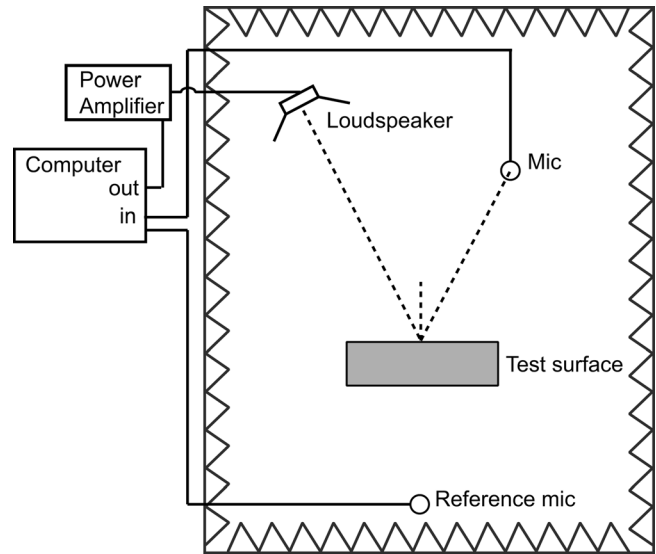 Power
Amplifier
Computer
out
in
Loudspeaker
Mic
Test surface
Reference mic